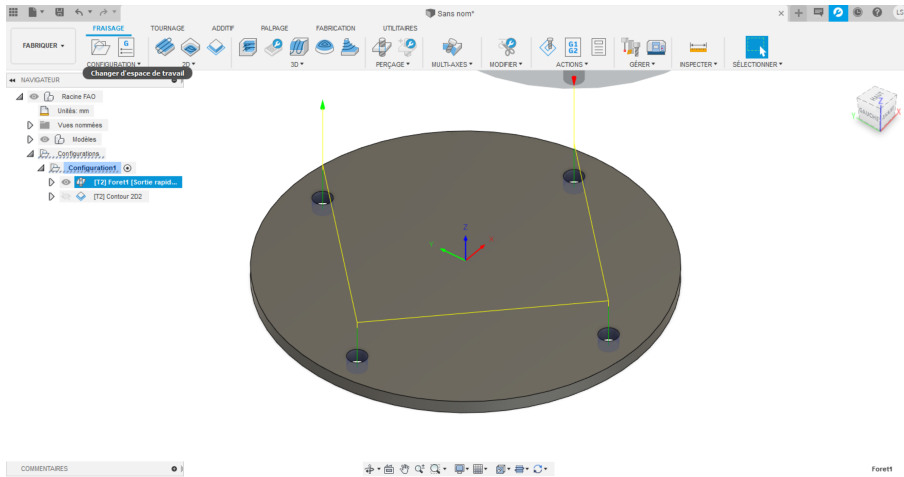 Sans nom*
LS
FRAISAGE TOURNAGE ADDITIF PALPAGE FABRICATION UTILITAIRES
FABRIQUER
G
G1
G2
CONFIGURATION 2D 3D PERÇAGE MULTI-AXES MODIFIER ACTIONS GÉRER INSPECTER SÉLECTIONNER
Changer d'espace de travail
NAVIGATEUR
Racine FAO
Unités: mm
Vues nommées
Modèles
Configurations
Configuration1
[T2] Foret1 [Sortie rapid...
[T2] Contour 2D2
Z
Y
X
Z
Y
X
GAUCHE
COMMENTAIRES
Foret1